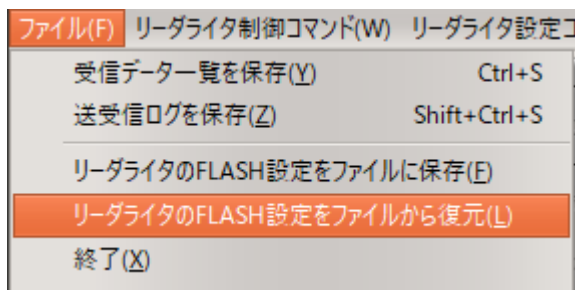 ファイル(F) リーダライタ制御コマンド(W) リーダライタ設定コ
受信データ一覧を保存(Y) Ctrl+S
送受信ログを保存(Z) Shift+Ctrl+S
リーダライタのFLASH設定をファイルに保存(F)
リーダライタのFLASH設定をファイルから復元(L)
終了(X)